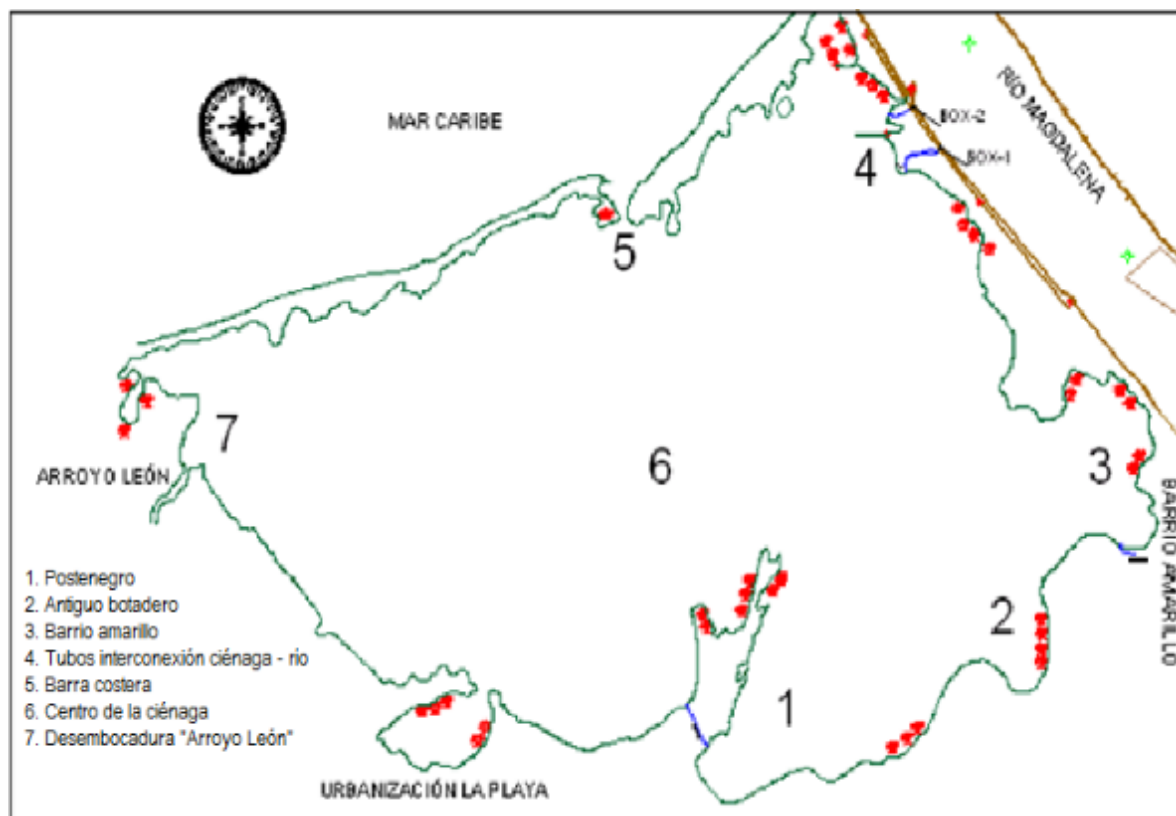 MAR CARIBE
BOX-2
BOX-1
RÍO MAGDALENA
4
5
7
6
3
ARROYO LEÓN
BARRIO AMARILLO
1. Postenegro
2. Antiguo botadero
3. Barrio amarillo
4. Tubos interconexión ciénaga - río
5. Barra costera
6. Centro de la ciénaga
7. Desembocadura "Arroyo León"
2
1
URBANIZACIÓN LA PLAYA